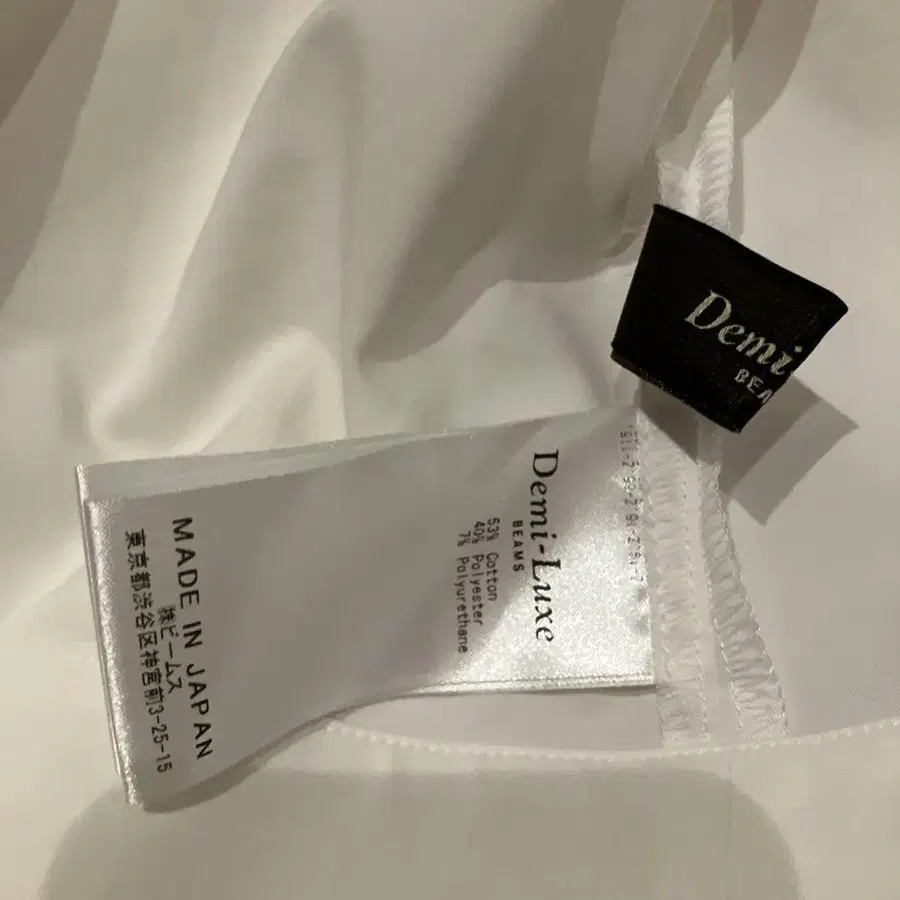 Demi-
BEA
Demi-Luxe
BEAMS
53% Cotton
40% Polyester
7% Polyurethane
MADE IN JAPAN
㈱ビームス
東京都渋谷区神宮前3-25-15